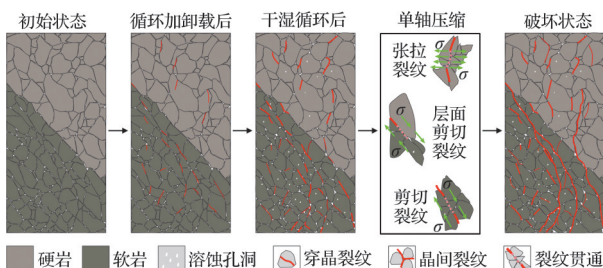 初始状态
循环加卸载后
干湿循环后
单轴压缩
破坏状态
张拉
裂纹
σ
σ
层面
剪切
裂纹
σ
剪切
裂纹
σ
σ
硬岩
软岩
溶蚀孔洞
穿晶裂纹
晶间裂纹
裂纹贯通